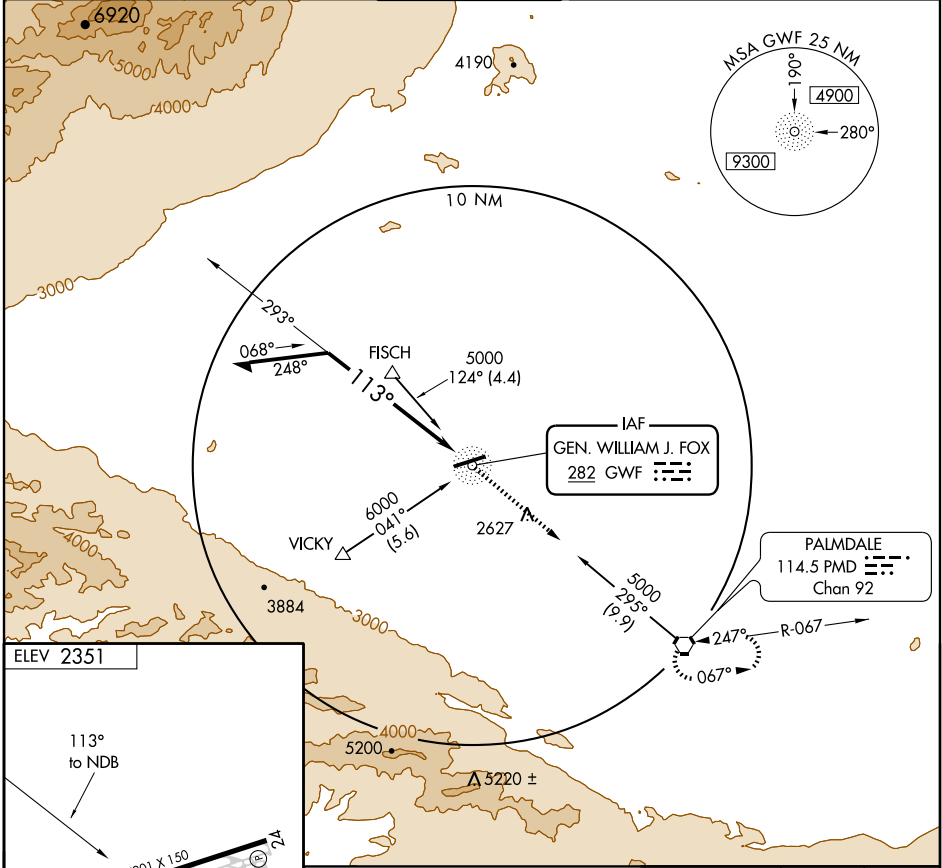 6920
5000
4000
3000
4190
MSA GWF 25 NM
190°
4900
280°
9300
10 NM
293°
068°
248°
113°
FISCH
5000
124° (4.4)
IAF
GEN. WILLIAM J. FOX
282 GWF
2627
6000
041°
(5.6)
VICKY
PALMDALE
114.5 PMD
Chan 92
5000
295°
(9.9)
247°
R-067
067°
4000
3884
3000
4000
5200
5220 ±
ELEV 2351
113°
to NDB
X 150
P
24